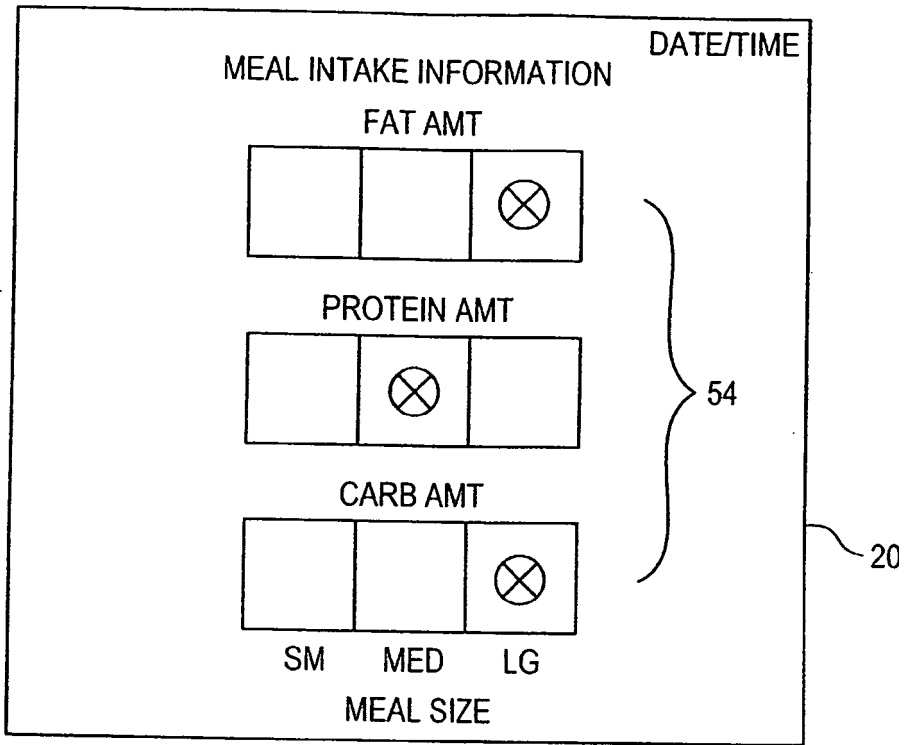 DATE/TIME
MEAL INTAKE INFORMATION
FAT AMT
PROTEIN AMT
54
CARB AMT
20
SM MED LG
MEAL SIZE